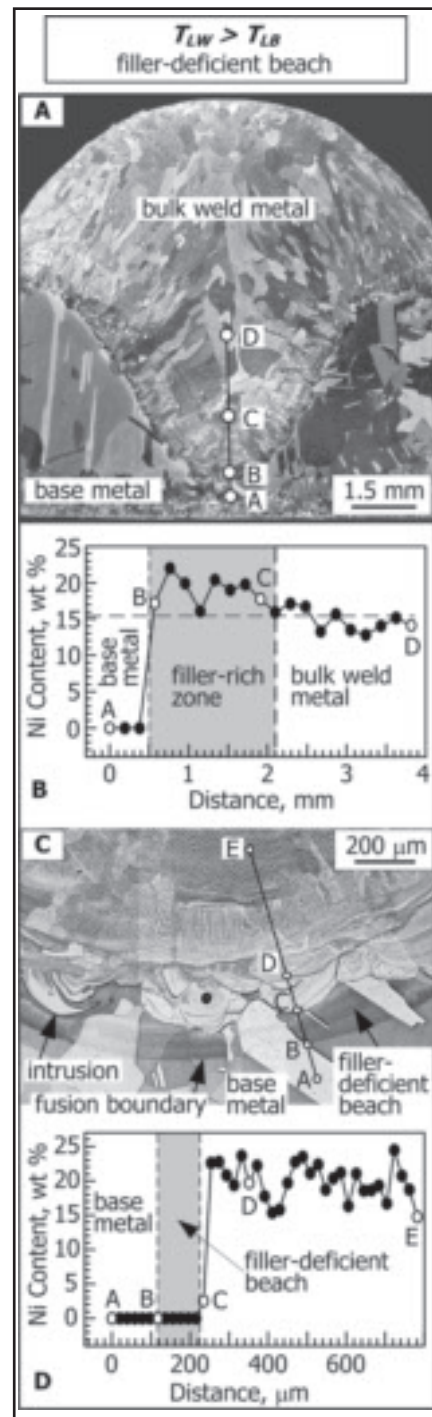 T_LW > T_LB
filler-deficient beach
A
bulk weld metal
D
C
B
A
base metal
1.5 mm
Ni Content, wt %
25
20
15
10
5
0
A
B
C
D
base metal
filler-rich
zone
bulk weld
metal
0
1
2
3
4
Distance, mm
B
C
200 μm
E
D
C
B
A
intrusion
fusion boundary
base
metal
filler-
deficient
beach
Ni Content, wt %
25
20
15
10
5
0
base
metal
A
B
C
D
E
filler-deficient
beach
0
200
400
600
Distance, μm
D